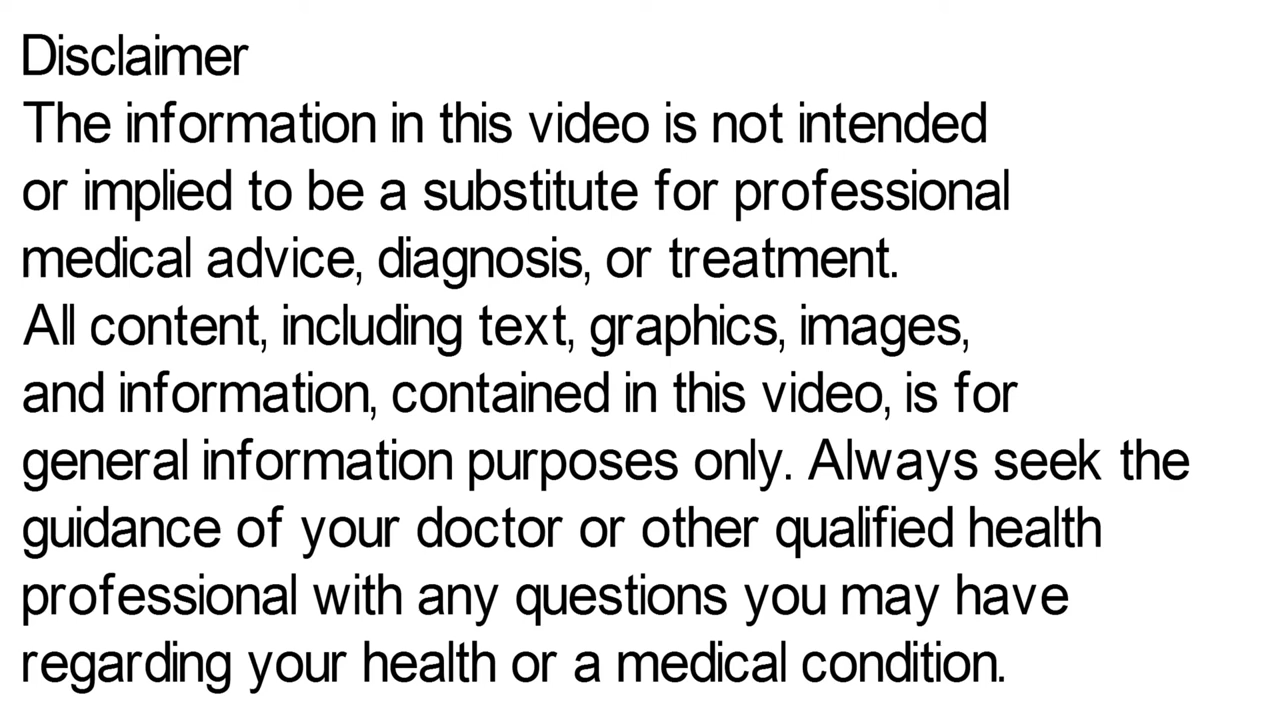 Disclaimer
The information in this video is not intended
or implied to be a substitute for professional
medical advice, diagnosis, or treatment.
All content, including text, graphics, images,
and information, contained in this video, is for
general information purposes only. Always seek the
guidance of your doctor or other qualified health
professional with any questions you may have
regarding your health or a medical condition.